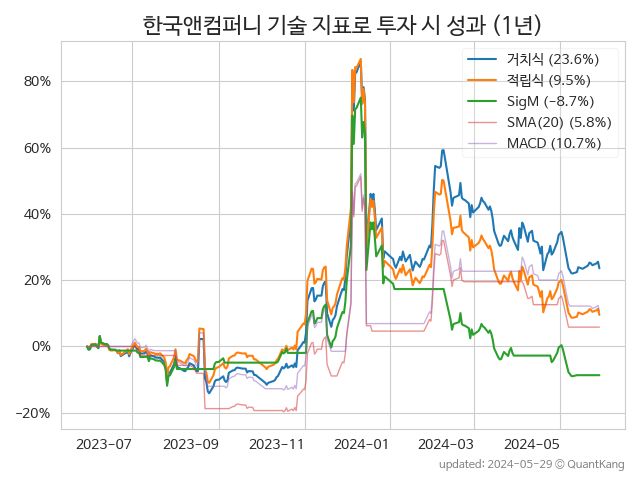 한국앤컴퍼니 기술 지표로 투자 시 성과 (1년)
거치식 (23.6%)
적립식 (9.5%)
SigM (−8.7%)
SMA(20) (5.8%)
MACD (10.7%)
80%
60%
40%
20%
0%
−20%
2023-07 2023-09 2023-11 2024-01 2024-03 2024-05
updated: 2024-05-29 © QuantKang